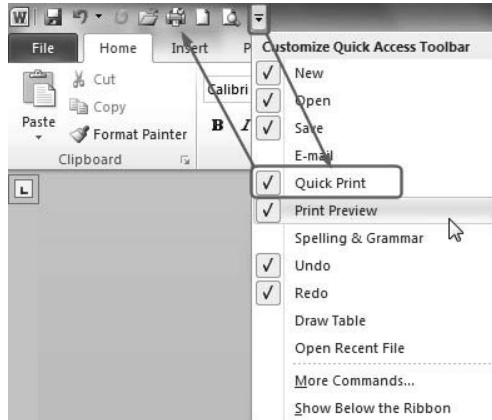 W
File Home Insert P
Customize Quick Access Toolbar
New
Open
Save
E-mail
Quick Print
Print Preview
Spelling & Grammar
Undo
Redo
Draw Table
Open Recent File
More Commands...
Show Below the Ribbon
Cut
Copy
Paste
Format Painter
Clipboard
Calibri
B I
L